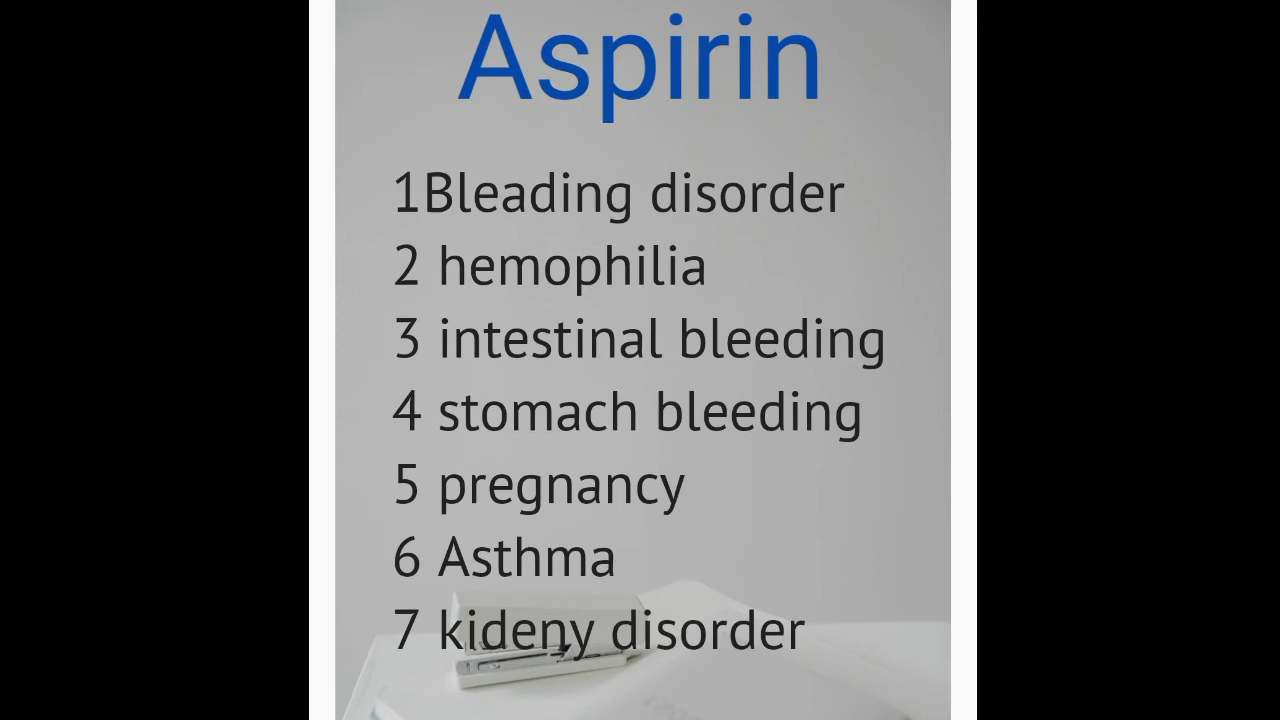 Aspirin
1Bleading disorder
2 hemophilia
3 intestinal bleeding
4 stomach bleeding
5 pregnancy
6 Asthma
7 kideny disorder